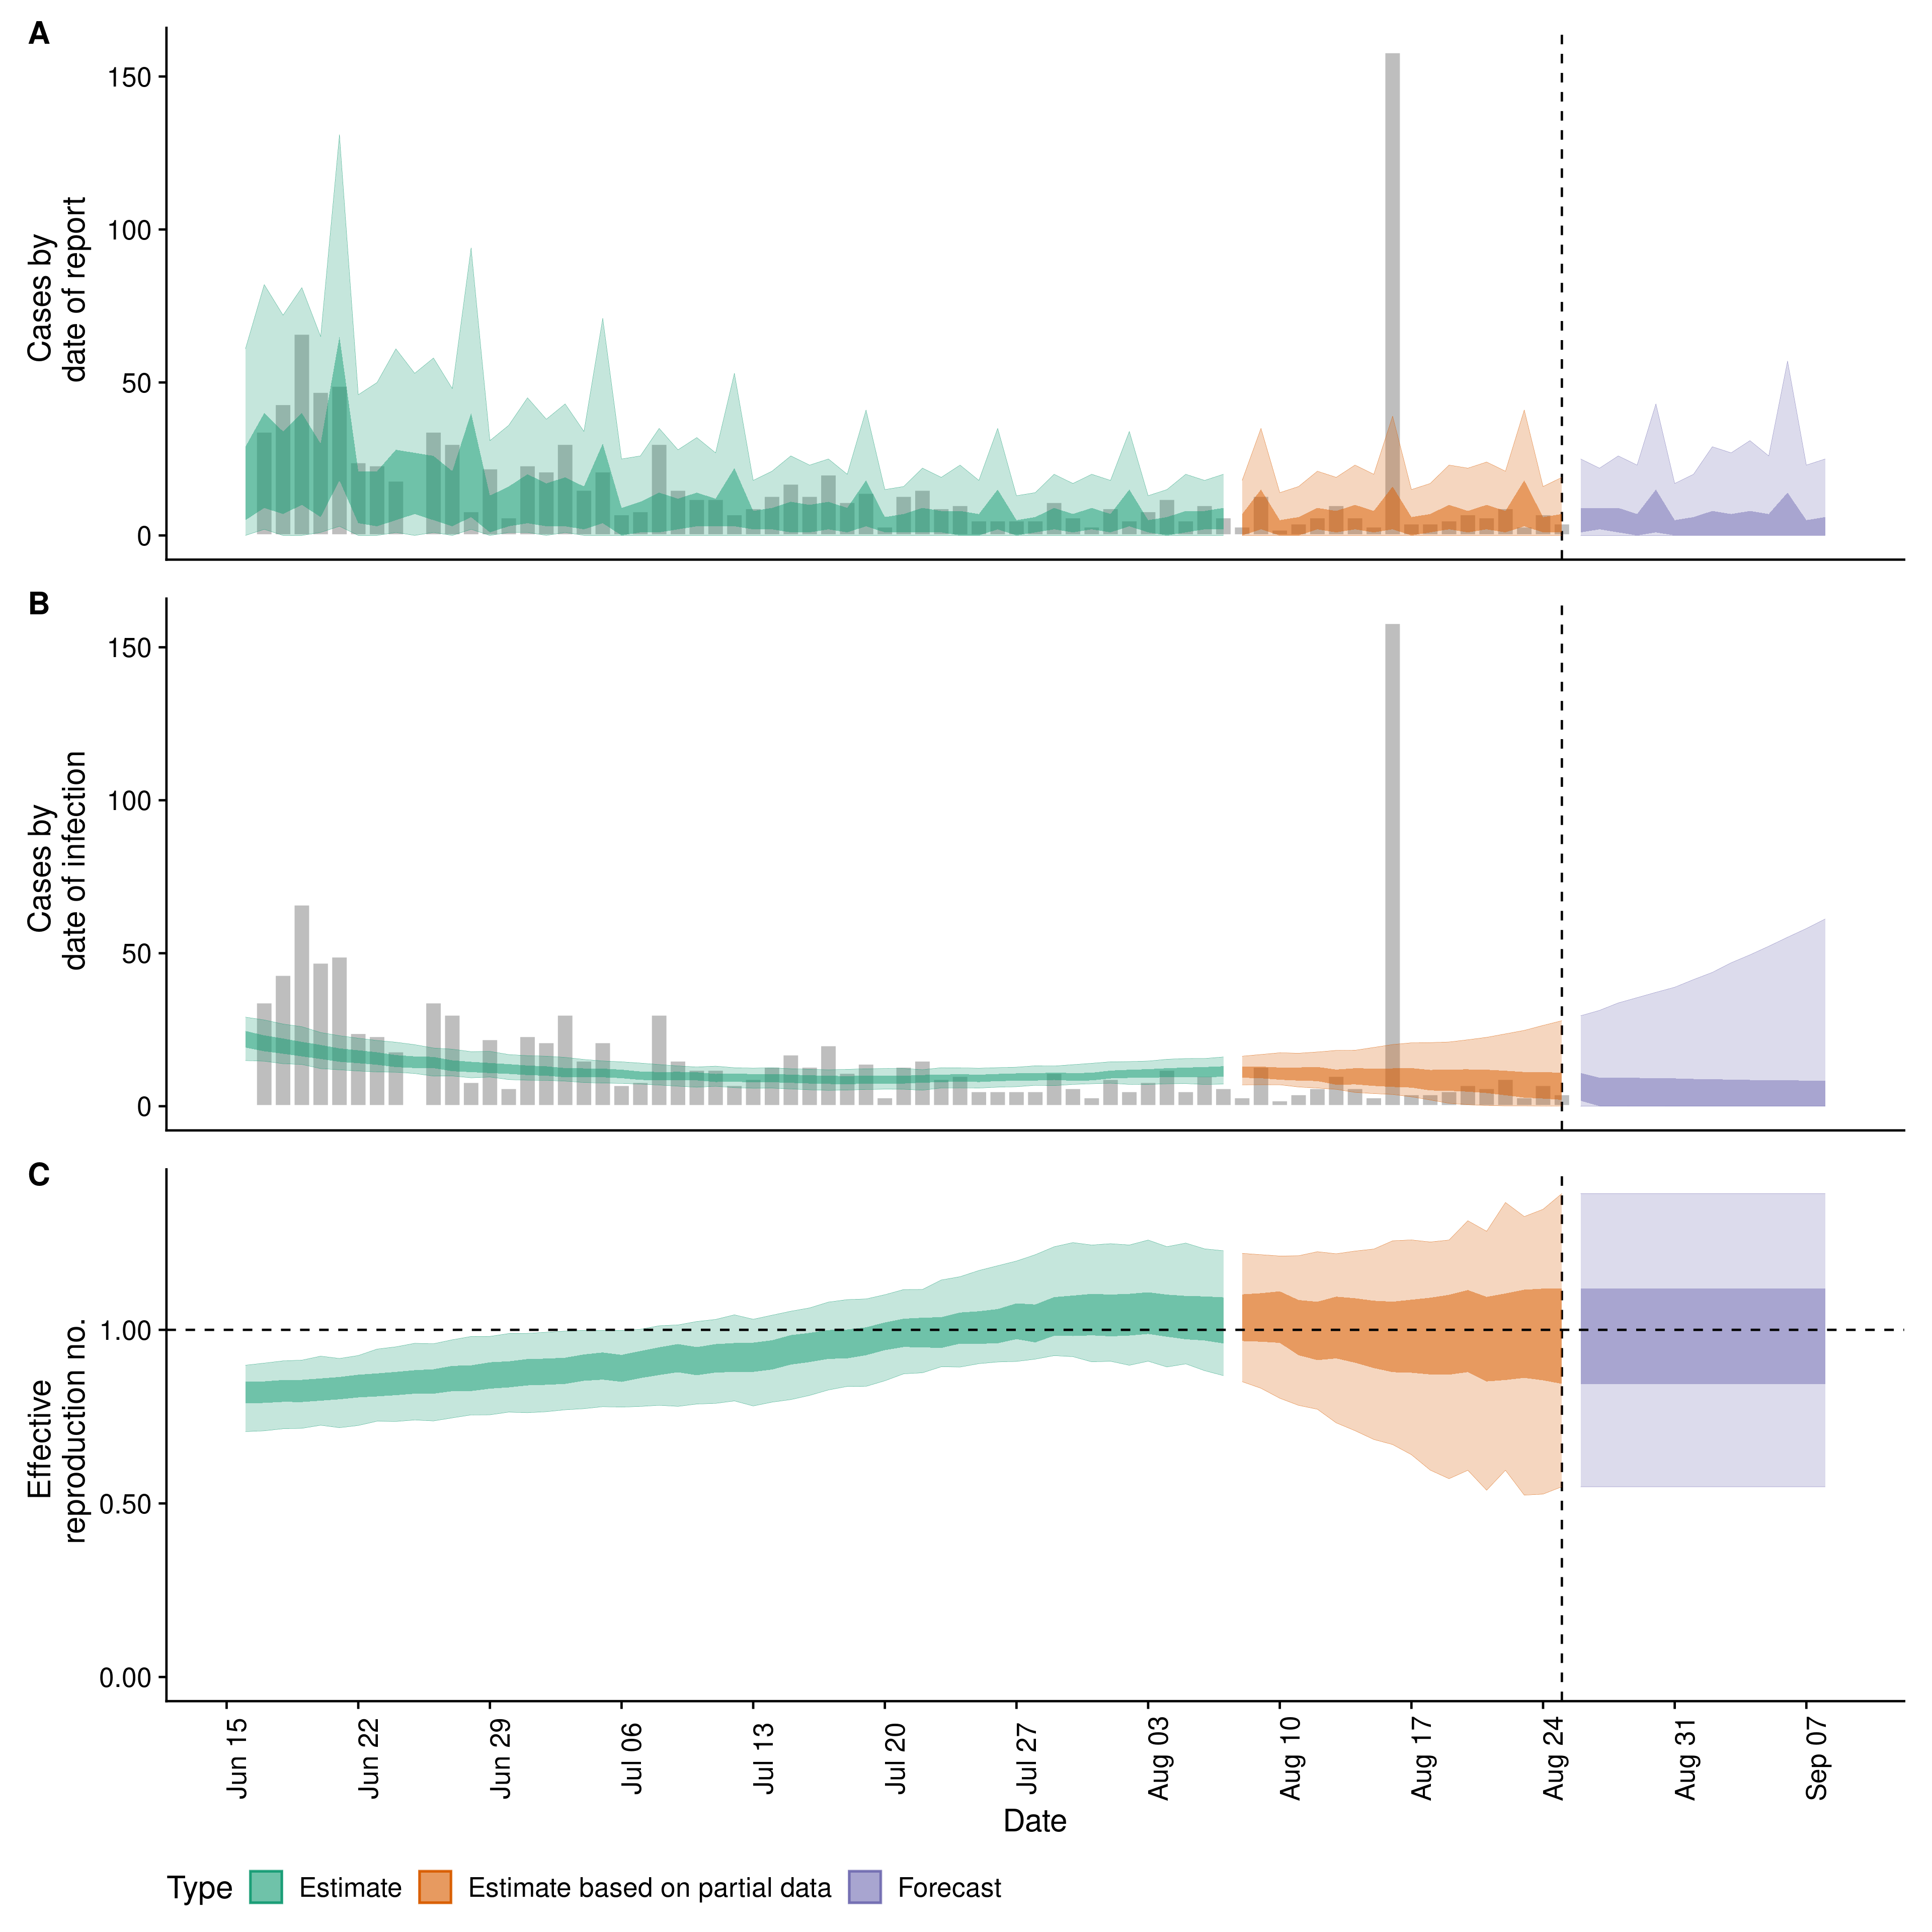 A
150
100
50
0
Cases by
date of report
B
150
100
50
0
Cases by
date of infection
C
1.00
0.50
0.00
Effective
reproduction no.
Jun 15
Jun 22
Jun 29
Jul 06
Jul 13
Jul 20
Jul 27
Aug 03
Aug 10
Aug 17
Aug 24
Aug 31
Sep 07
Date
Type Estimate Estimate based on partial data Forecast